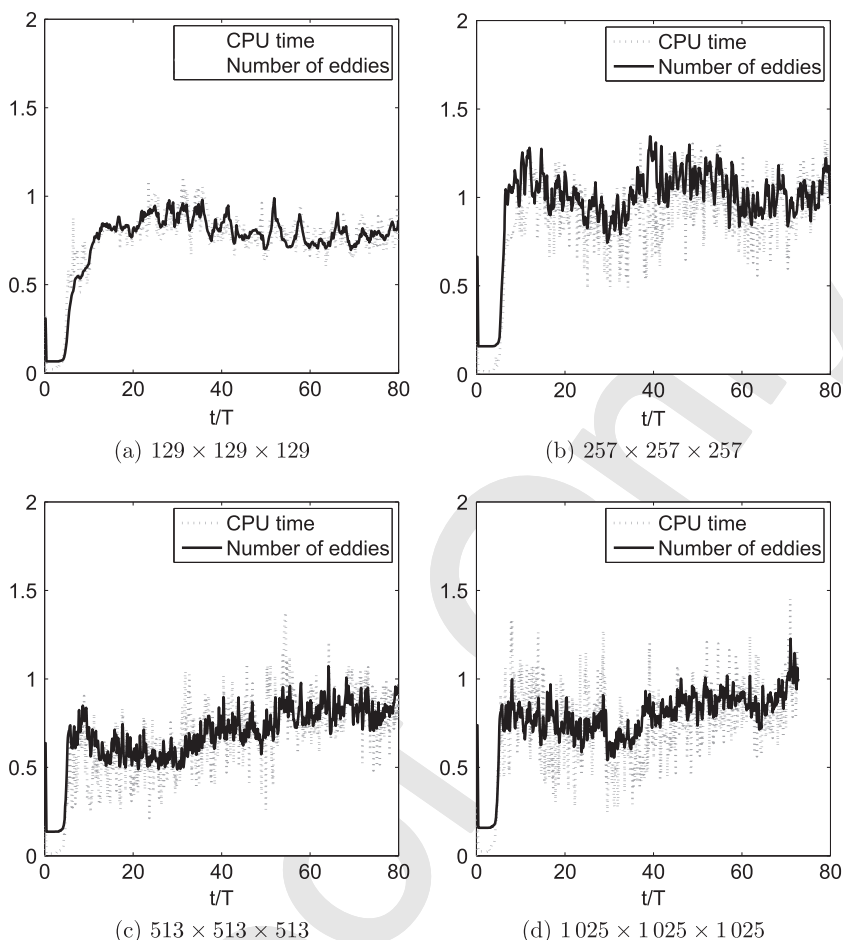 2
CPU time
Number of eddies
1.5
1
0.5
0
0 20 40 60 80
t/T
(a) 129 × 129 × 129
2
CPU time
Number of eddies
1.5
1
0.5
0
0 20 40 60 80
t/T
(b) 257 × 257 × 257
2
CPU time
Number of eddies
1.5
1
0.5
0
0 20 40 60 80
t/T
(c) 513 × 513 × 513
2
CPU time
Number of eddies
1.5
1
0.5
0
0 20 40 60 80
t/T
(d) 1 025 × 1 025 × 1 025